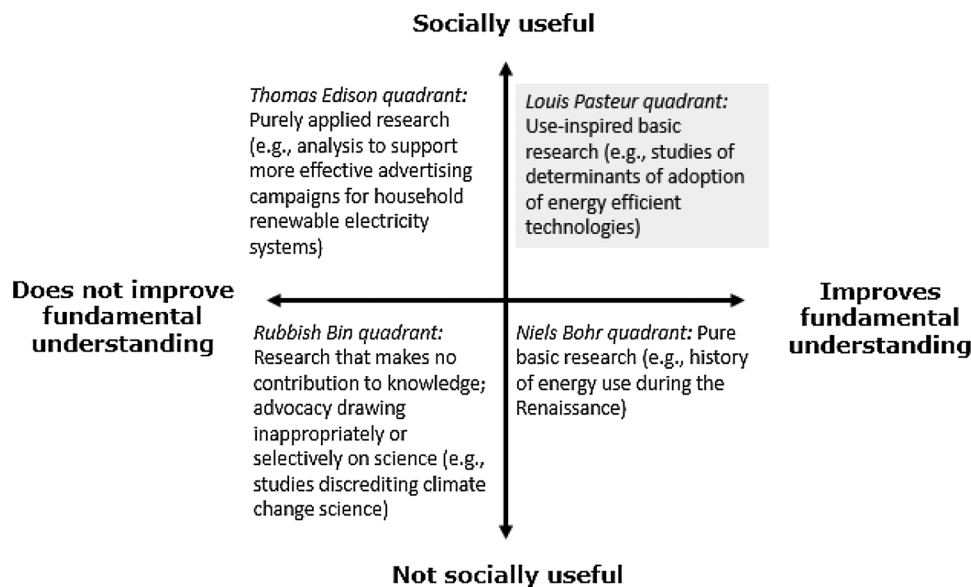 Socially useful
Thomas Edison quadrant:
Purely applied research
(e.g., analysis to support
more effective advertising
campaigns for household
renewable electricity
systems)
Louis Pasteur quadrant:
Use-inspired basic
research (e.g., studies of
determinants of adoption
of energy efficient
technologies)
Does not improve
fundamental
understanding
Improves
fundamental
understanding
Rubbish Bin quadrant:
Research that makes no
contribution to knowledge;
advocacy drawing
inappropriately or
selectively on science (e.g.,
studies discrediting climate
change science)
Niels Bohr quadrant: Pure
basic research (e.g., history
of energy use during the
Renaissance)
Not socially useful